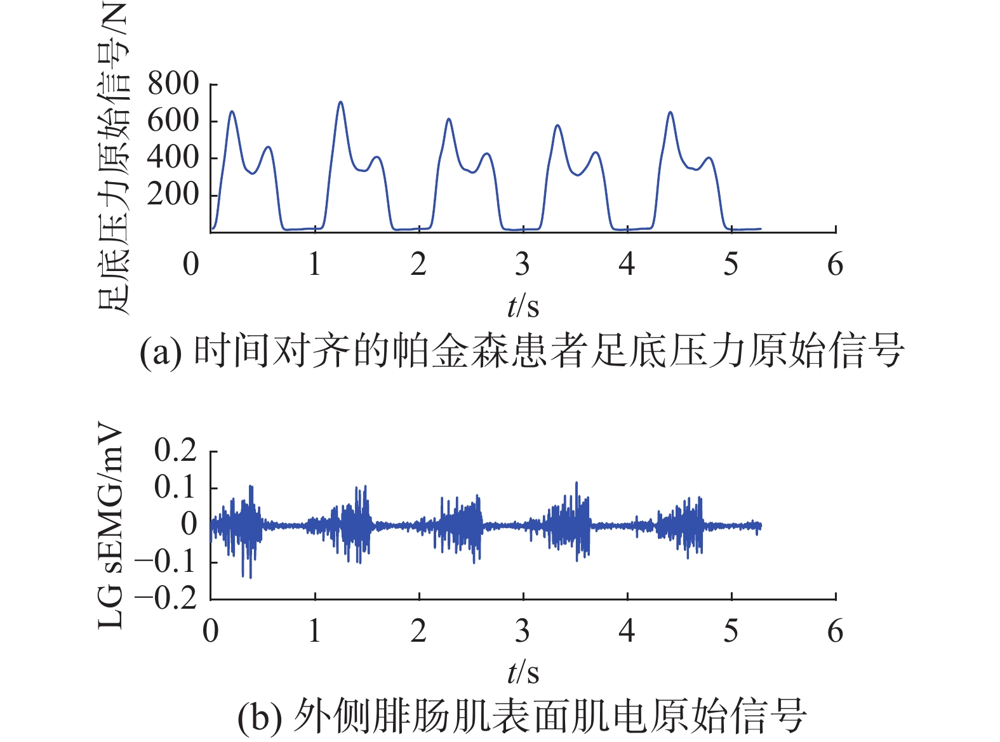 足底压力原始信号/N
800
600
400
200
0 1 2 3 4 5 6
t/s
(a) 时间对齐的帕金森患者足底压力原始信号
LG sEMG/mV
0.2
0.1
0
−0.1
−0.2
0 1 2 3 4 5 6
t/s
(b) 外侧腓肠肌表面肌电原始信号